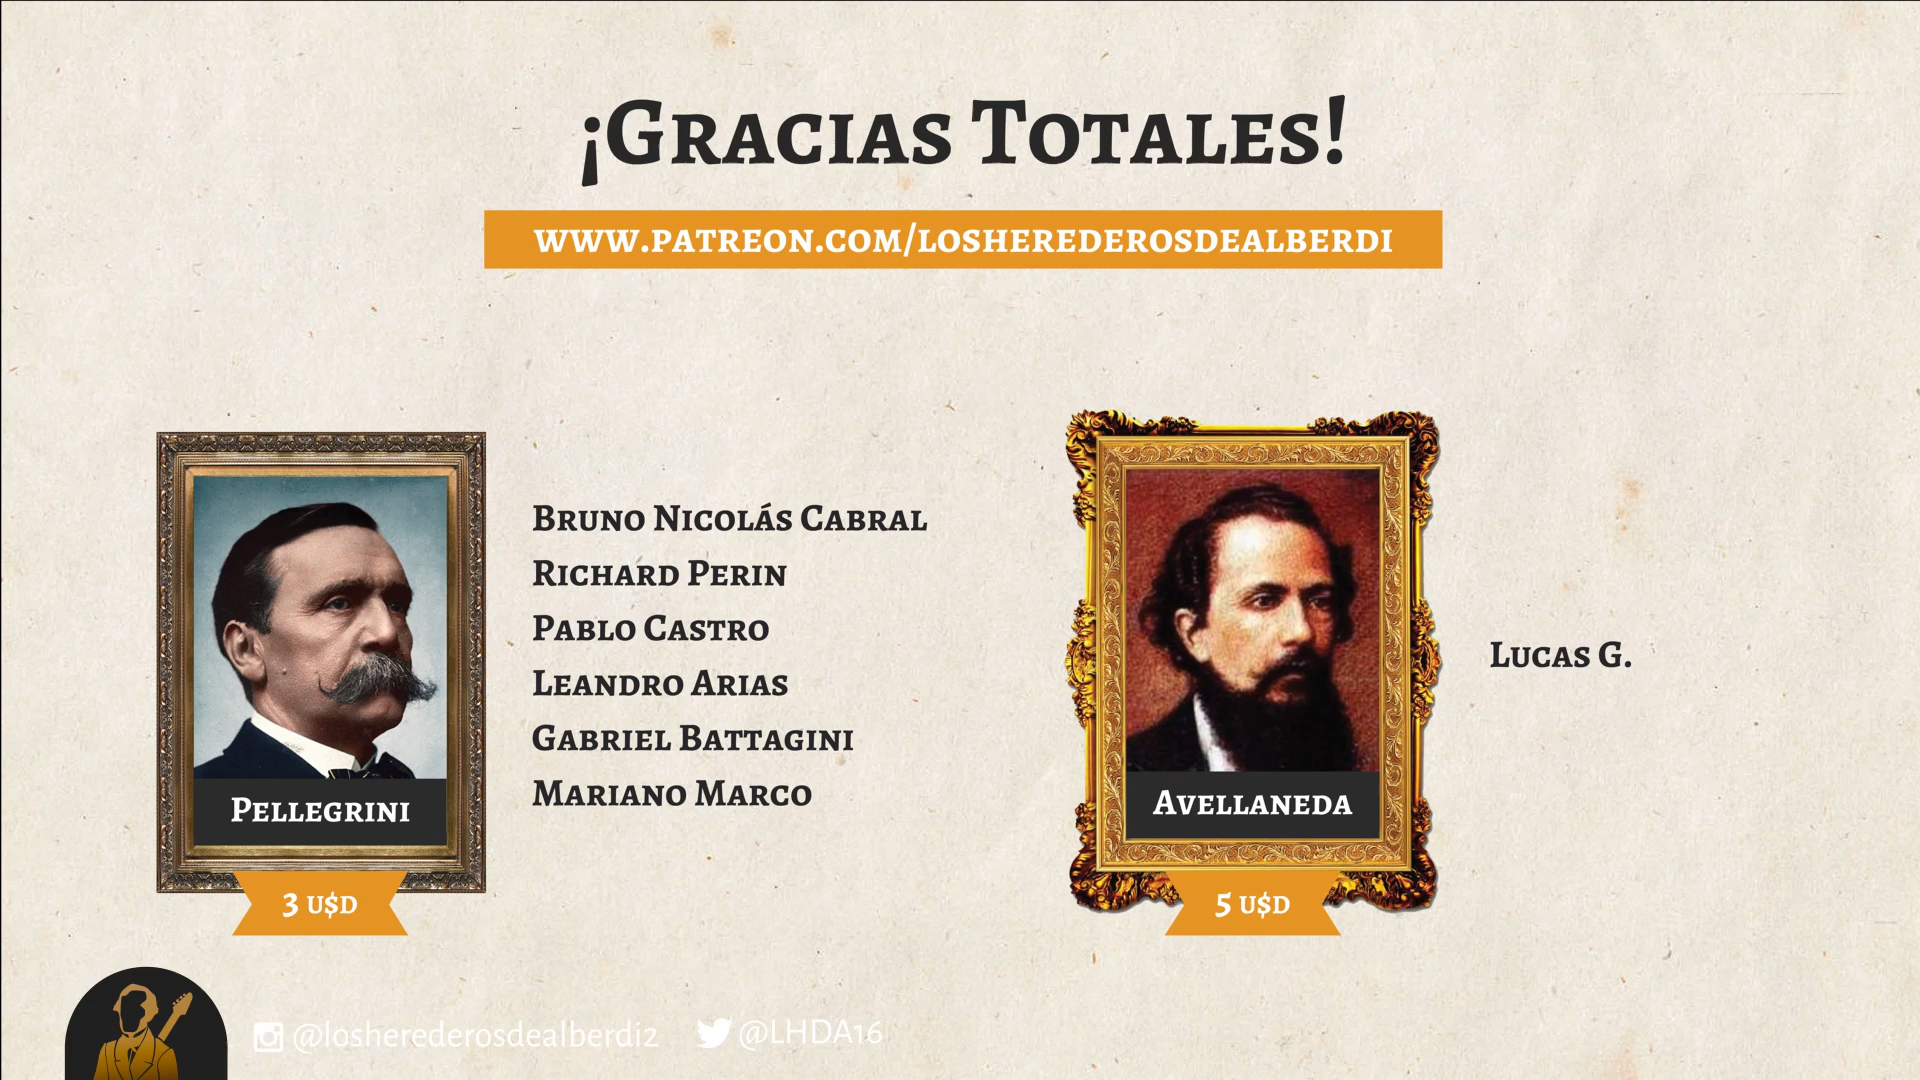 ¡Gracias Totales!
www.patreon.com/losherederosdealberdi
Bruno Nicolás Cabral
Richard Perin
Pablo Castro
Leandro Arias
Gabriel Battagini
Mariano Marco
Pellegrini
3 U$D
Lucas G.
Avellaneda
5 U$D
@losherederosdealberdi2 @LHDA16